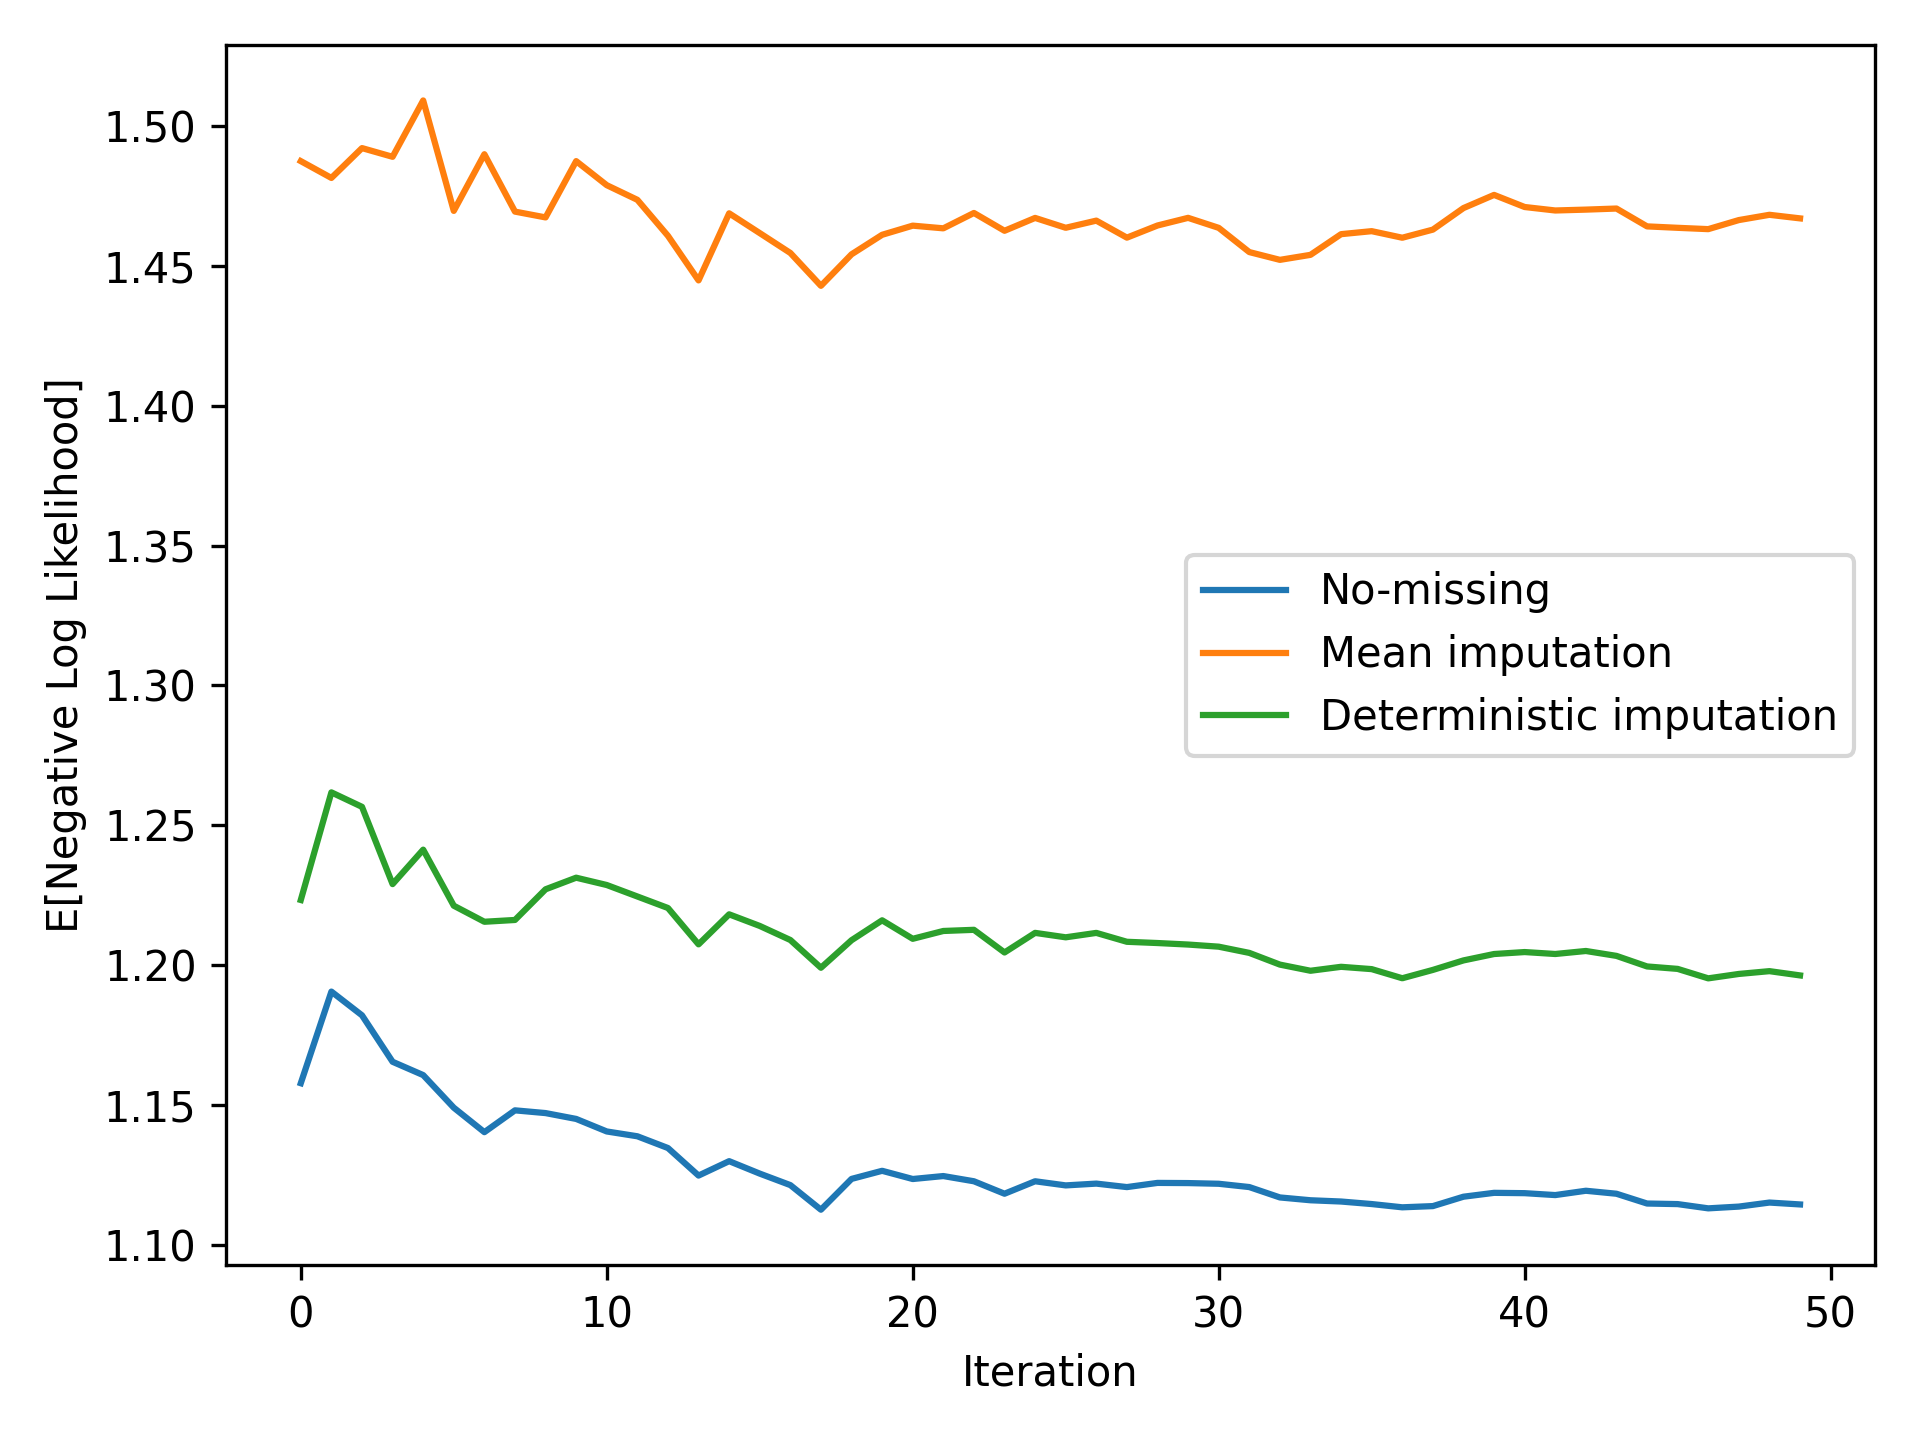 E[Negative Log Likelihood]
1.50
1.45
1.40
1.35
1.30
1.25
1.20
1.15
1.10
No-missing
Mean imputation
Deterministic imputation
0 10 20 30 40 50
Iteration